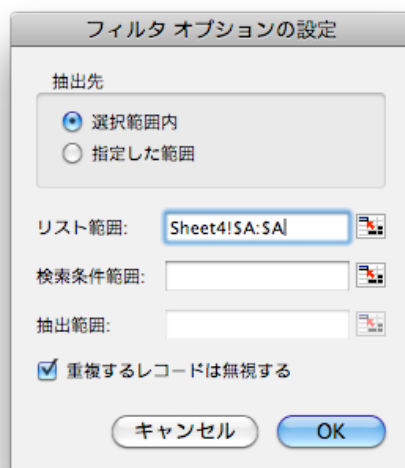 フィルタ オプションの設定
抽出先
選択範囲内
指定した範囲
リスト範囲: Sheet4!$A:$A
検索条件範囲:
抽出範囲:
重複するレコードは無視する
キャンセル OK